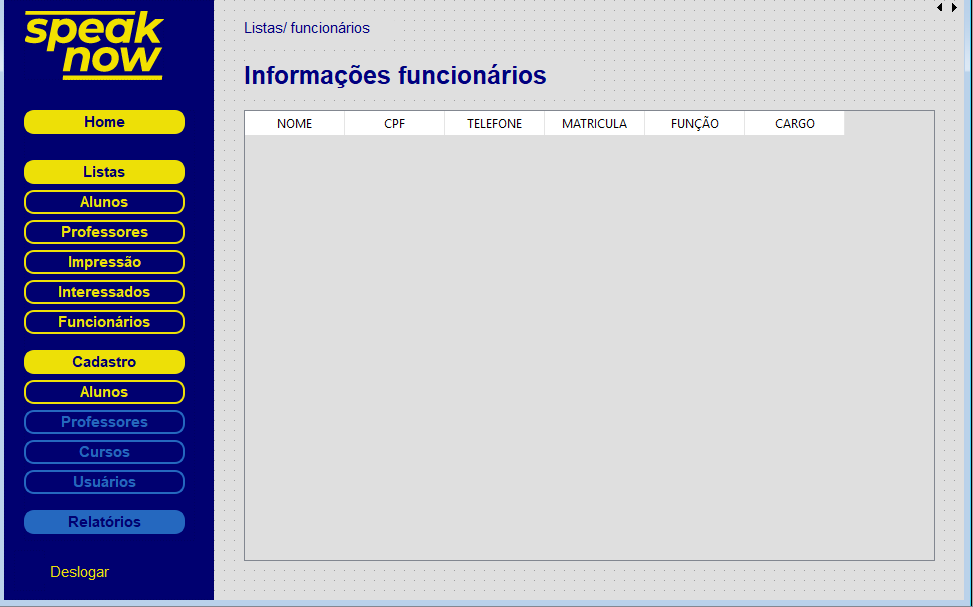 speak
now
Home
Listas
Alunos
Professores
Impressão
Interessados
Funcionários
Cadastro
Alunos
Professores
Cursos
Usuários
Relatórios
Deslogar
Listas/ funcionários
Informações funcionários
NOME CPF TELEFONE MATRICULA FUNÇÃO CARGO